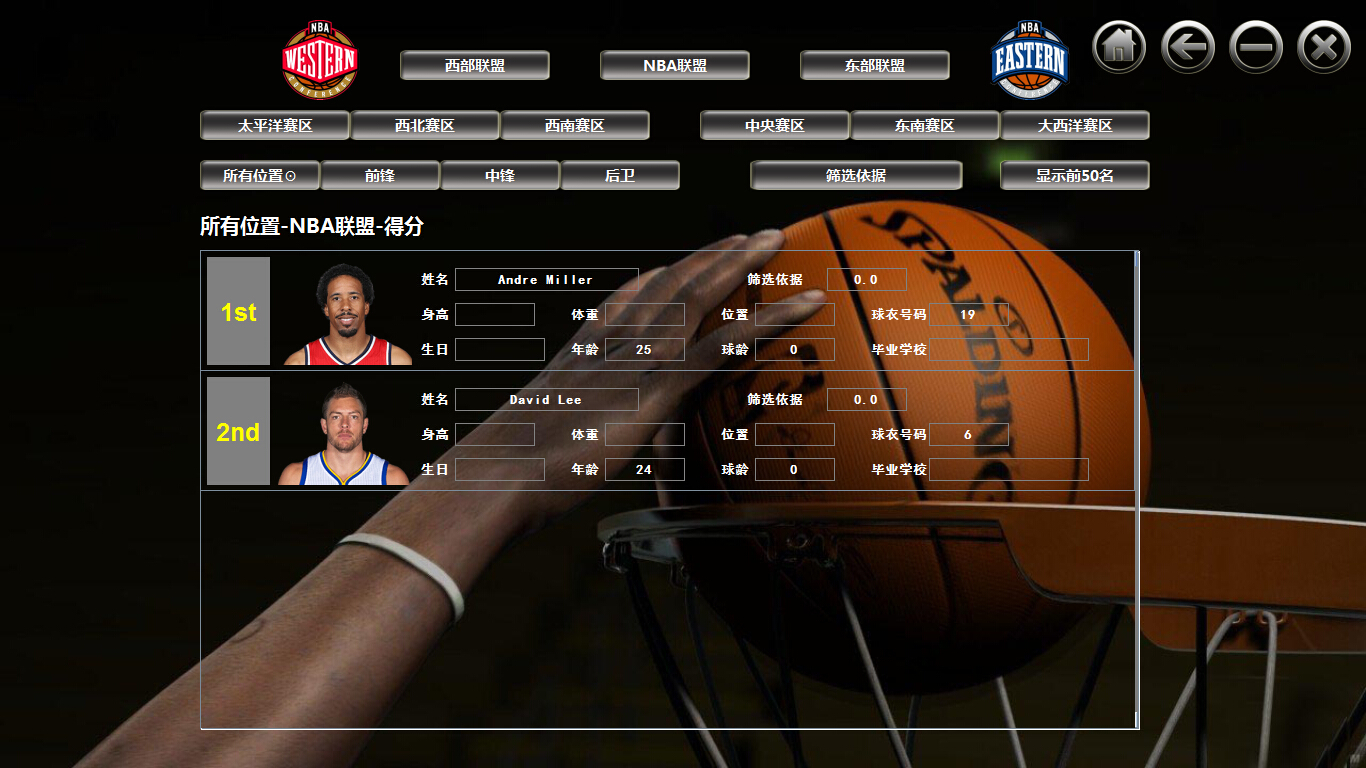 NBA
WESTERN
CONFERENCE
西部联盟
NBA联盟
东部联盟
NBA
EASTERN
CONFERENCE
太平洋赛区
西北赛区
西南赛区
中央赛区
东南赛区
大西洋赛区
所有位置⊙
前锋
中锋
后卫
筛选依据
显示前50名
所有位置-NBA联盟-得分
1st
姓名 Andre Miller 筛选依据 0.0
身高 体重 位置 球衣号码 19
生日 年龄 25 球龄 0 毕业学校
2nd
姓名 David Lee 筛选依据 0.0
身高 体重 位置 球衣号码 6
生日 年龄 24 球龄 0 毕业学校
SPALDING